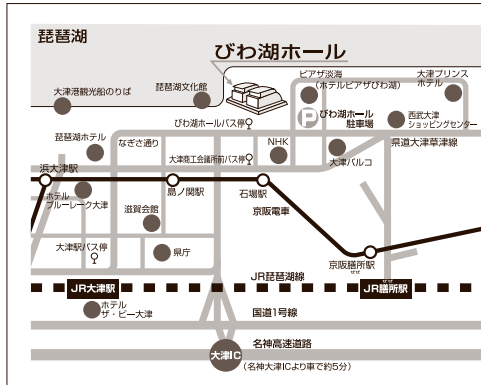 琵琶湖
びわ湖ホール
ピアザ淡海
(ホテルピアザびわ湖)
大津プリンス
ホテル
大津港観光船のりば
琵琶湖文化館
P
びわ湖ホール
駐車場
西武大津
ショッピングセンター
びわ湖ホールバス停
琵琶湖ホテル
なぎさ通り
NHK
県道大津草津線
大津商工会議所前バス停
大津パルコ
浜大津駅
島ノ関駅
石場駅
ホテル
ブルーレーク大津
滋賀会館
京阪電車
大津駅バス停
県庁
京阪膳所駅
JR琵琶湖線
JR大津駅
JR膳所駅
ホテル
ザ・ビー大津
国道1号線
名神高速道路
大津IC
(名神大津ICより車で約5分)